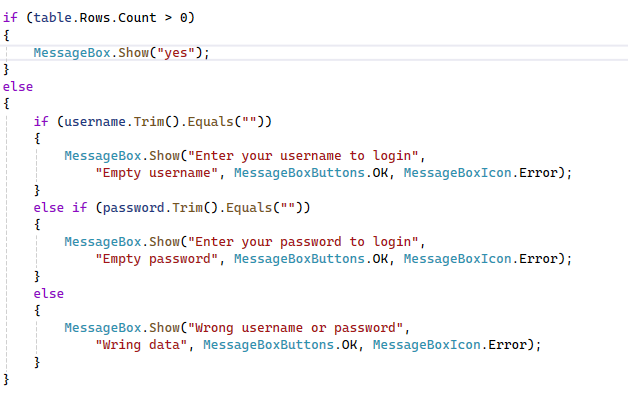 if (table.Rows.Count > 0)
{
MessageBox.Show("yes");
}
else
{
if (username.Trim().Equals(""))
{
MessageBox.Show("Enter your username to login",
"Empty username", MessageBoxButtons.OK, MessageBoxIcon.Error);
}
else if (password.Trim().Equals(""))
{
MessageBox.Show("Enter your password to login",
"Empty password", MessageBoxButtons.OK, MessageBoxIcon.Error);
}
else
{
MessageBox.Show("Wrong username or password",
"Wring data", MessageBoxButtons.OK, MessageBoxIcon.Error);
}
}